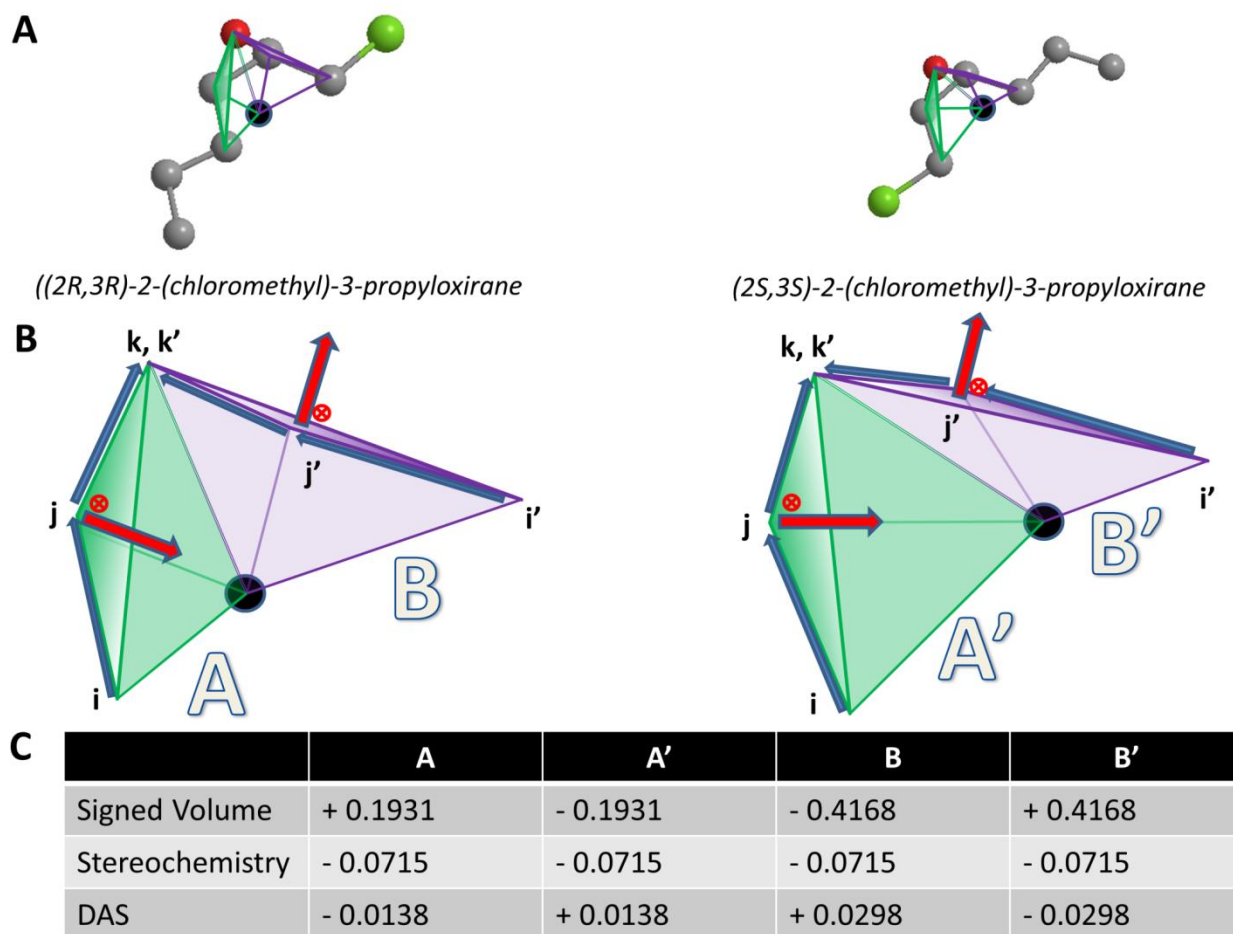 A
((2R,3R)-2-(chloromethyl)-3-propyloxirane
(2S,3S)-2-(chloromethyl)-3-propyloxirane
B
k, k’
j
j’
i’
i
A
B
k, k’
j
j’
i’
i
A’
B’
C
A A’ B B’
Signed Volume + 0.1931 - 0.1931 - 0.4168 + 0.4168
Stereochemistry - 0.0715 - 0.0715 - 0.0715 - 0.0715
DAS - 0.0138 + 0.0138 + 0.0298 - 0.0298